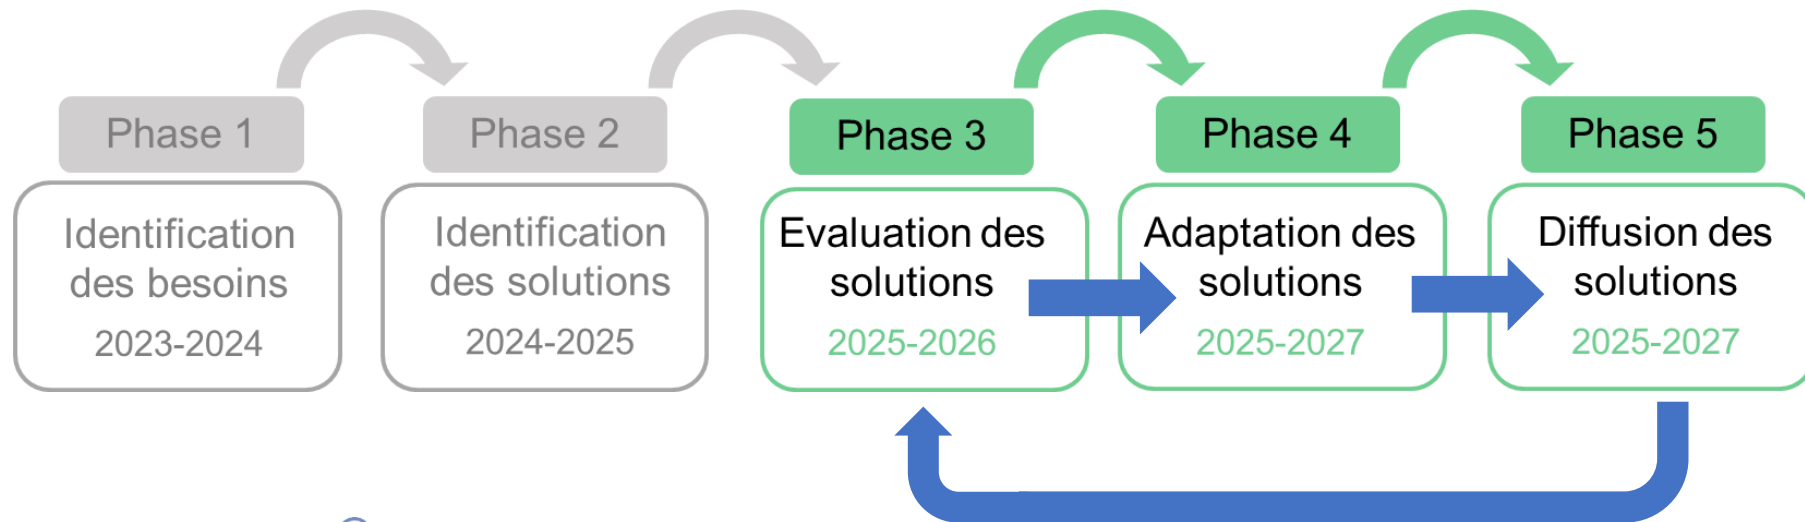 Phase 1
Phase 2
Phase 3
Phase 4
Phase 5
Identification
des besoins
2023-2024
Identification
des solutions
2024-2025
Evaluation des
solutions
2025-2026
Adaptation des
solutions
2025-2027
Diffusion des
solutions
2025-2027